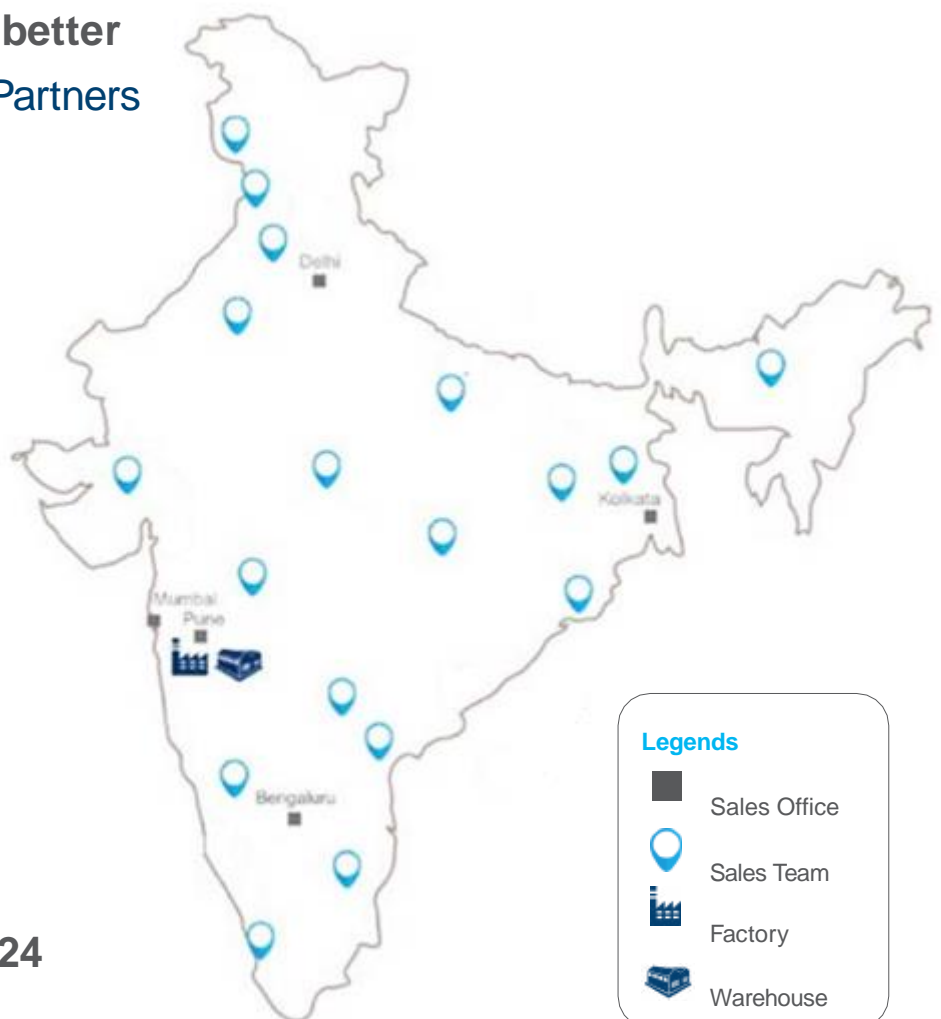 better
Partners
Delhi
Kolkata
Mumbai
Pune
Bengaluru
Legends
Sales Office
Sales Team
Factory
Warehouse
24